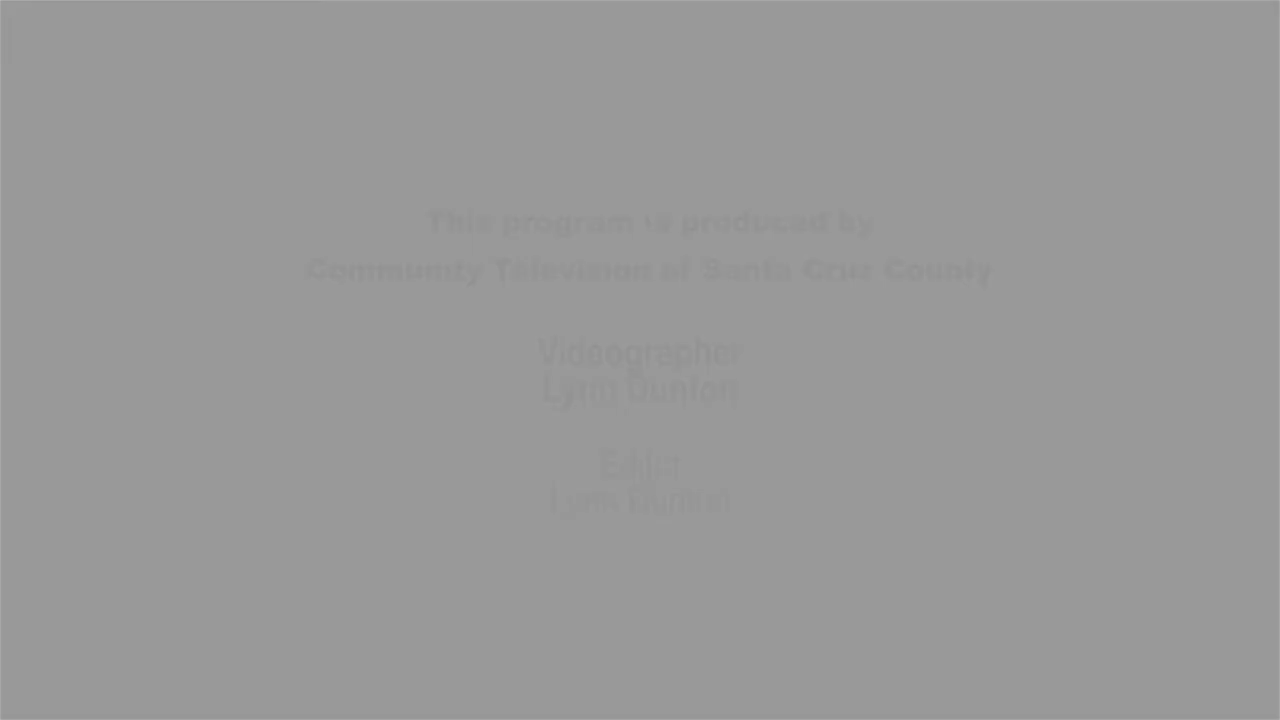 This program is produced by
Community Television of Santa Cruz County
Videographer
Lynn Dunton
Editor
Lynn Dunton